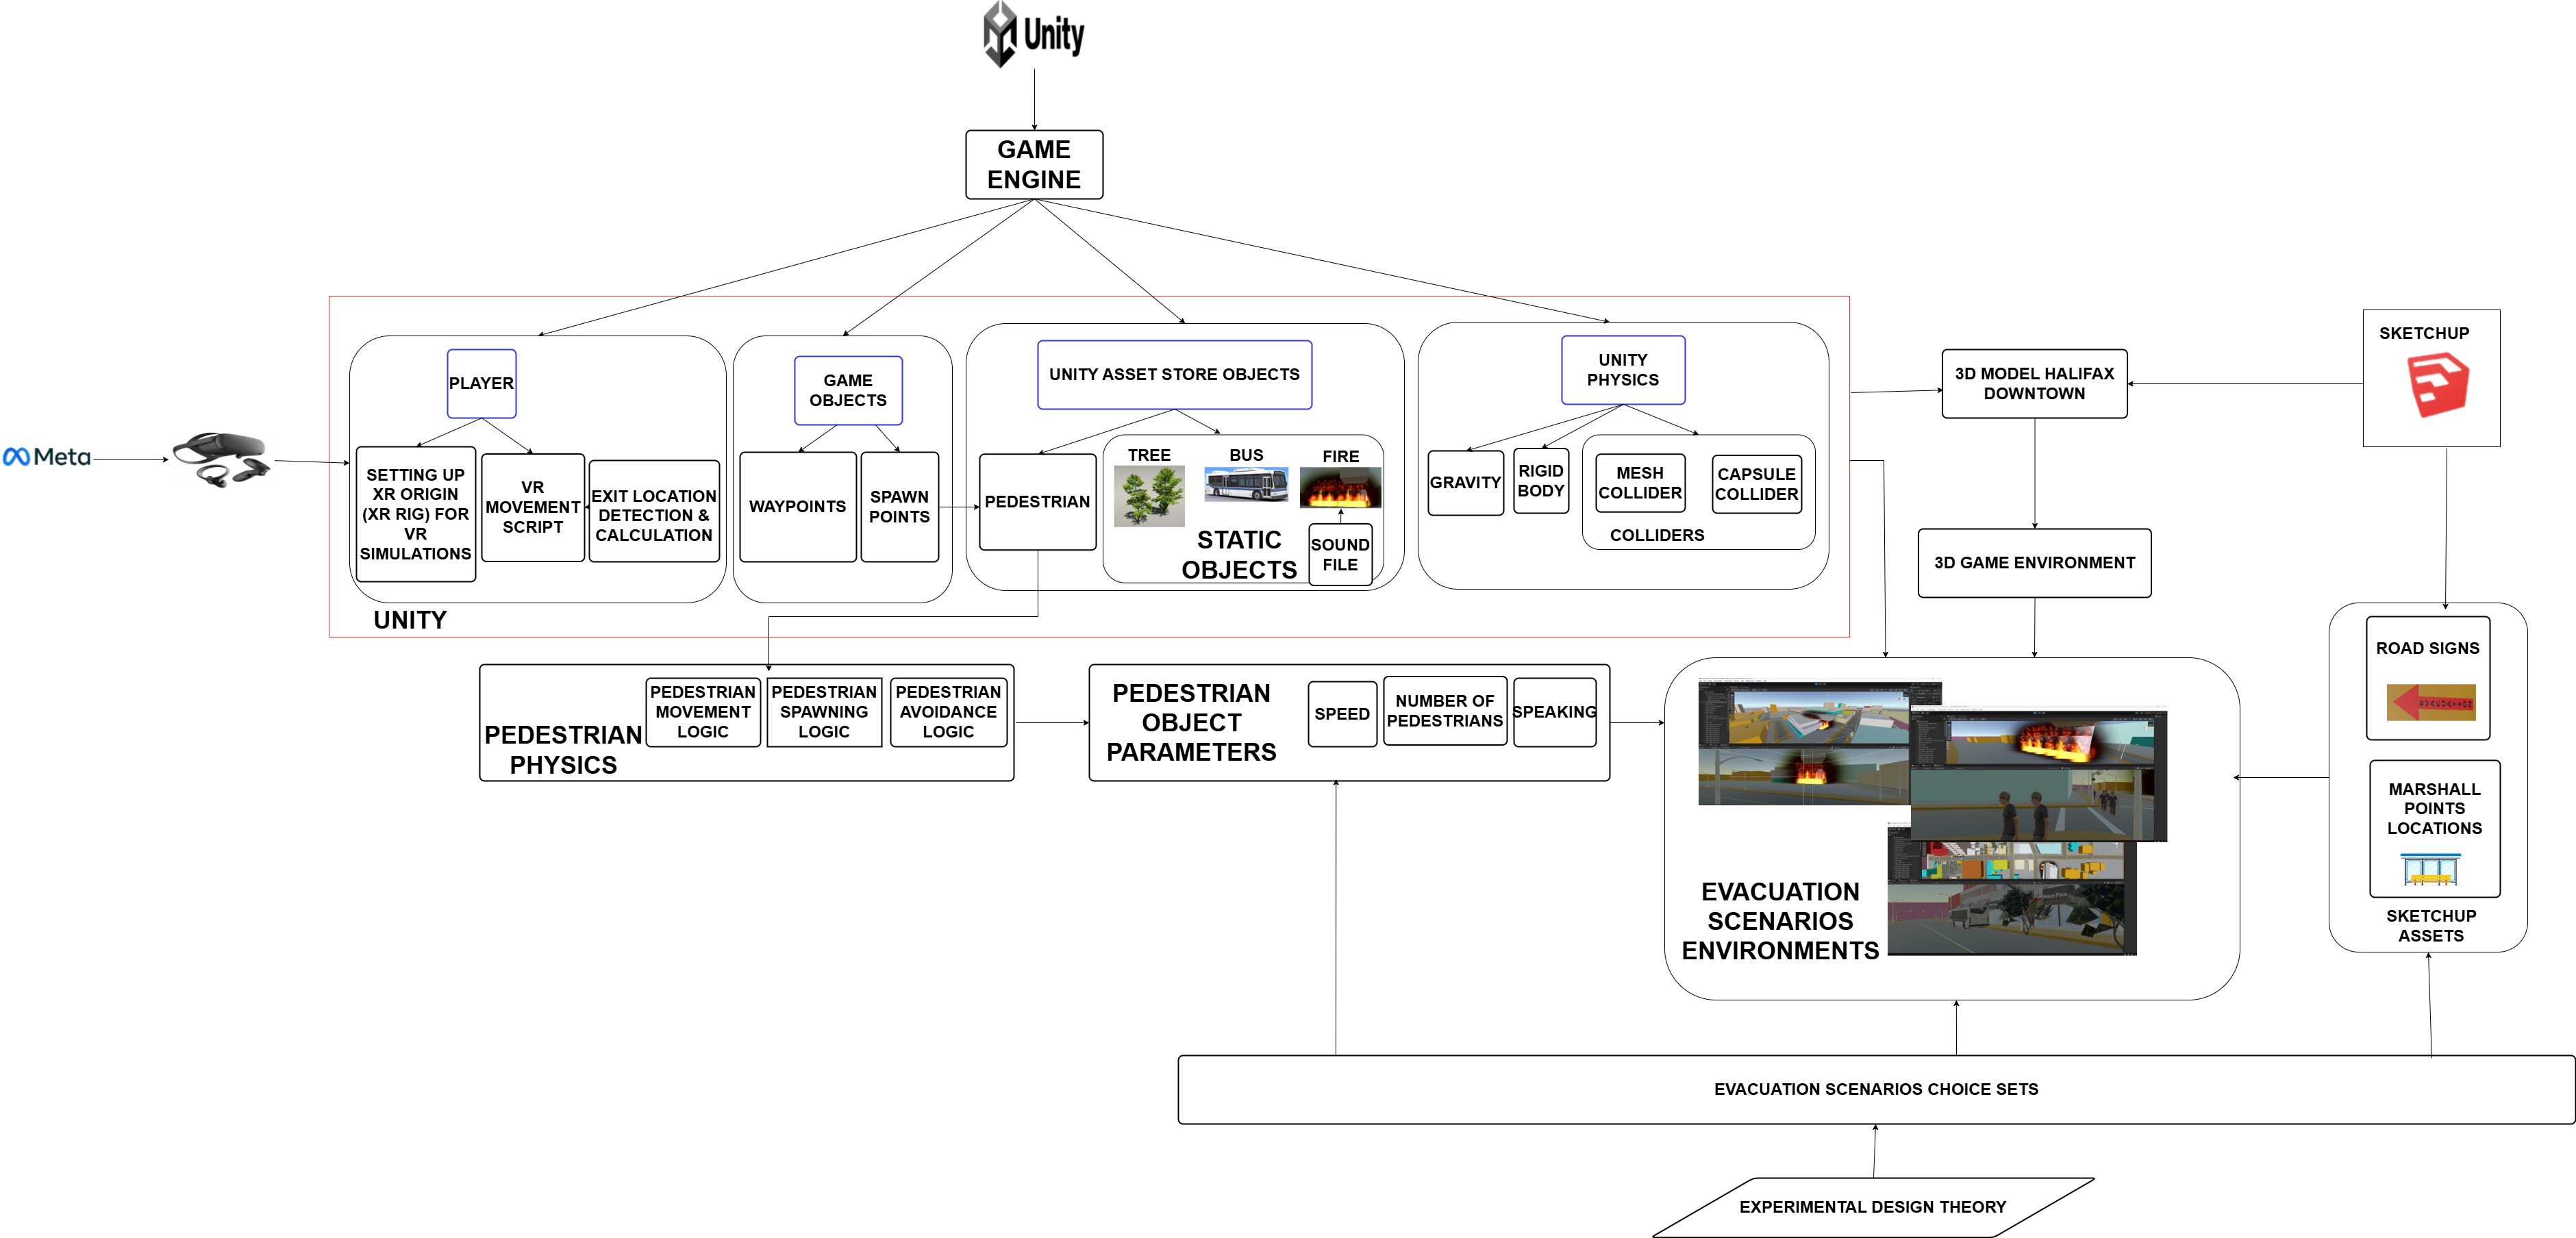 Unity
GAME
ENGINE
PLAYER
SETTING UP
XR ORIGIN
(XR RIG) FOR
VR
SIMULATIONS
VR
MOVEMENT
SCRIPT
EXIT LOCATION
DETECTION &
CALCULATION
GAME
OBJECTS
WAYPOINTS
SPAWN
POINTS
UNITY ASSET STORE OBJECTS
PEDESTRIAN
TREE
BUS
FIRE
STATIC
OBJECTS
SOUND
FILE
UNITY
PHYSICS
GRAVITY
RIGID
BODY
MESH
COLLIDER
CAPSULE
COLLIDER
COLLIDERS
UNITY
Meta
3D MODEL HALIFAX
DOWNTOWN
SKETCHUP
3D GAME ENVIRONMENT
PEDESTRIAN
PHYSICS
PEDESTRIAN
MOVEMENT
LOGIC
PEDESTRIAN
SPAWNING
LOGIC
PEDESTRIAN
AVOIDANCE
LOGIC
PEDESTRIAN
OBJECT
PARAMETERS
SPEED
NUMBER OF
PEDESTRIANS
SPEAKING
EVACUATION
SCENARIOS
ENVIRONMENTS
ROAD SIGNS
MARSHALL
POINTS
LOCATIONS
SKETCHUP
ASSETS
EVACUATION SCENARIOS CHOICE SETS
EXPERIMENTAL DESIGN THEORY